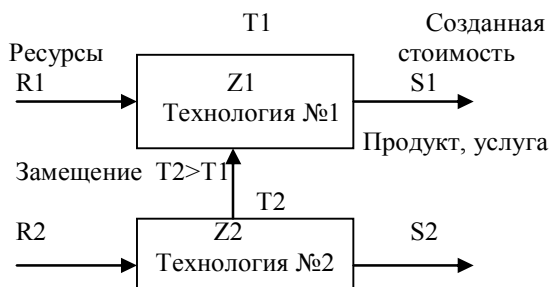 T1
Созданная
Ресурсы
стоимость
R1
Z1
S1
Технология №1
Продукт, услуга
Замещение T2>T1
T2
R2
Z2
S2
Технология №2